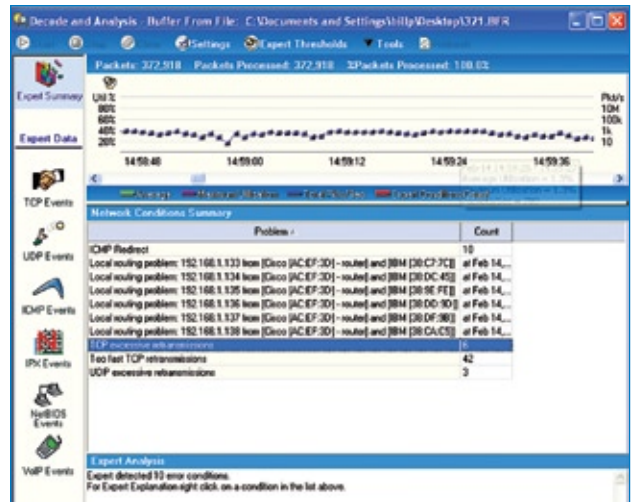 Decode and Analysis - Buffer From File: C:\Documents and Settings\billp\Desktop\321.BFR
Settings Expert Thresholds Tools
Packets: 372,918 Packets Processed: 372,918 %Packets Processed: 100.0%
Expert Summary
Expert Data
TCP Events
UDP Events
ICMP Events
IPX Events
NetBIOS Events
VoIP Events
Util %
80%
60%
40%
20%
Pkt/s
10M
100k
1k
10
14:58:48 14:59:00 14:59:12 14:59:24 14:59:36
Average Maximum Utilization
Network Conditions Summary
Problem Count
ICMP Redirect 10
Local routing problem: 192.168.1.133 from [Cisco [AC:EF:3D] - router] and [IBM [38:C7:7C]] at Feb 14,...
Local routing problem: 192.168.1.134 from [Cisco [AC:EF:3D] - router] and [IBM [38:DC:45]] at Feb 14,...
Local routing problem: 192.168.1.135 from [Cisco [AC:EF:3D] - router] and [IBM [38:9E:FE]] at Feb 14,...
Local routing problem: 192.168.1.136 from [Cisco [AC:EF:3D] - router] and [IBM [38:DD:9D]] at Feb 14,...
Local routing problem: 192.168.1.137 from [Cisco [AC:EF:3D] - router] and [IBM [38:DF:9B]] at Feb 14,...
Local routing problem: 192.168.1.138 from [Cisco [AC:EF:3D] - router] and [IBM [38:CA:C5]] at Feb 14,...
TCP excessive retransmissions 6
Too fast TCP retransmissions 42
UDP excessive retransmissions 3
Expert Analysis
Expert detected 10 error conditions.
For Expert Explanation right click on a condition in the list above.